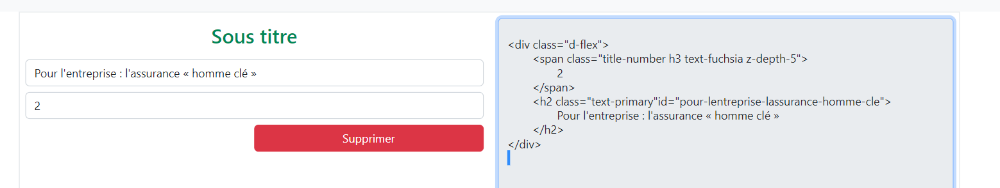 Sous titre
Pour l'entreprise : l'assurance « homme clé »
2
Supprimer
<div class="d-flex">
<span class="title-number h3 text-fuchsia z-depth-5">
2
</span>
<h2 class="text-primary"id="pour-lentreprise-lassurance-homme-cle">
Pour l'entreprise : l'assurance « homme clé »
</h2>
</div>